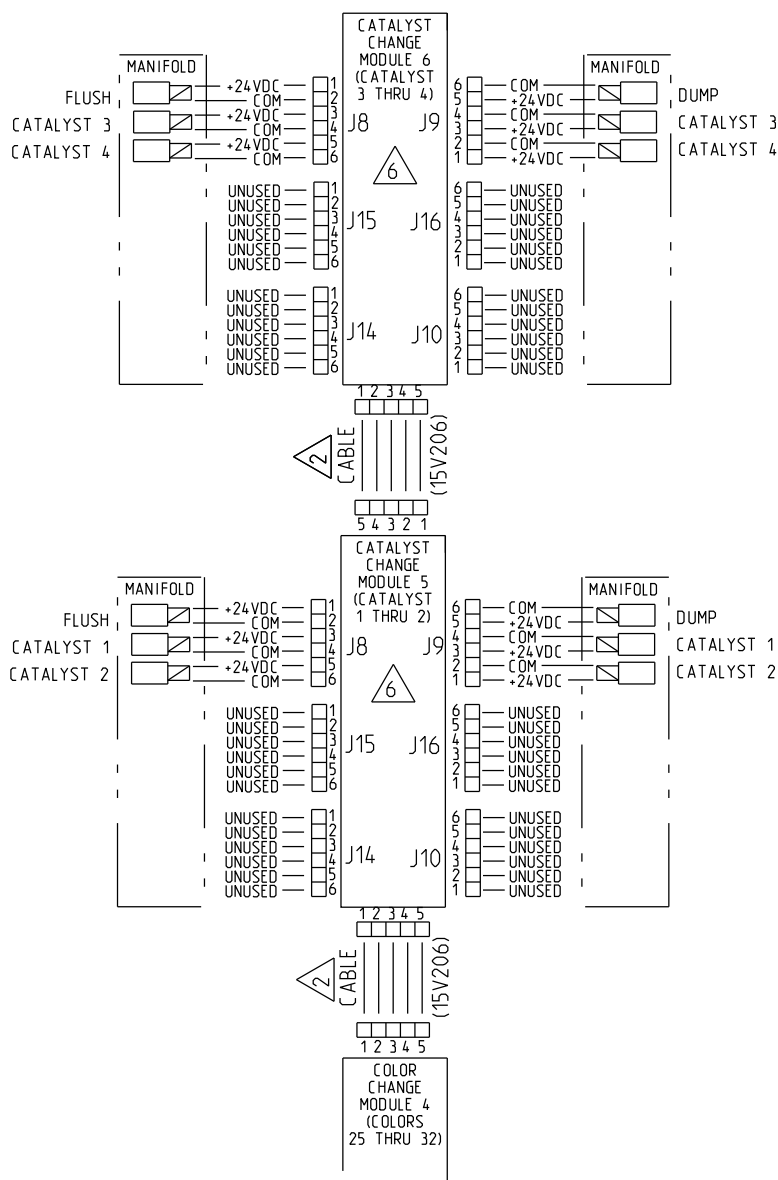 CATALYST
CHANGE
MODULE 6
(CATALYST
3 THRU 4)
MANIFOLD
FLUSH
CATALYST 3
CATALYST 4
+24VDC 1
COM 2
+24VDC 3
COM 4
+24VDC 5
COM 6
J8
J9
6
6 COM
5 +24VDC
4 COM
3 +24VDC
2 COM
1 +24VDC
MANIFOLD
DUMP
CATALYST 3
CATALYST 4
UNUSED 1
UNUSED 2
UNUSED 3
UNUSED 4
UNUSED 5
UNUSED 6
J15
J16
6 UNUSED
5 UNUSED
4 UNUSED
3 UNUSED
2 UNUSED
1 UNUSED
UNUSED 1
UNUSED 2
UNUSED 3
UNUSED 4
UNUSED 5
UNUSED 6
J14
J10
6 UNUSED
5 UNUSED
4 UNUSED
3 UNUSED
2 UNUSED
1 UNUSED
1 2 3 4 5
2
CABLE
(15V206)
5 4 3 2 1
CATALYST
CHANGE
MODULE 5
(CATALYST
1 THRU 2)
MANIFOLD
FLUSH
CATALYST 1
CATALYST 2
+24VDC 1
COM 2
+24VDC 3
COM 4
+24VDC 5
COM 6
J8
J9
6
6 COM
5 +24VDC
4 COM
3 +24VDC
2 COM
1 +24VDC
MANIFOLD
DUMP
CATALYST 1
CATALYST 2
UNUSED 1
UNUSED 2
UNUSED 3
UNUSED 4
UNUSED 5
UNUSED 6
J15
J16
6 UNUSED
5 UNUSED
4 UNUSED
3 UNUSED
2 UNUSED
1 UNUSED
UNUSED 1
UNUSED 2
UNUSED 3
UNUSED 4
UNUSED 5
UNUSED 6
J14
J10
6 UNUSED
5 UNUSED
4 UNUSED
3 UNUSED
2 UNUSED
1 UNUSED
1 2 3 4 5
2
CABLE
(15V206)
1 2 3 4 5
COLOR
CHANGE
MODULE 4
(COLORS
25 THRU 32)